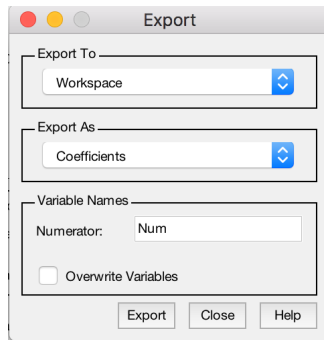 Export
Export To
Workspace
Export As
Coefficients
Variable Names
Numerator: Num
Overwrite Variables
Export Close Help